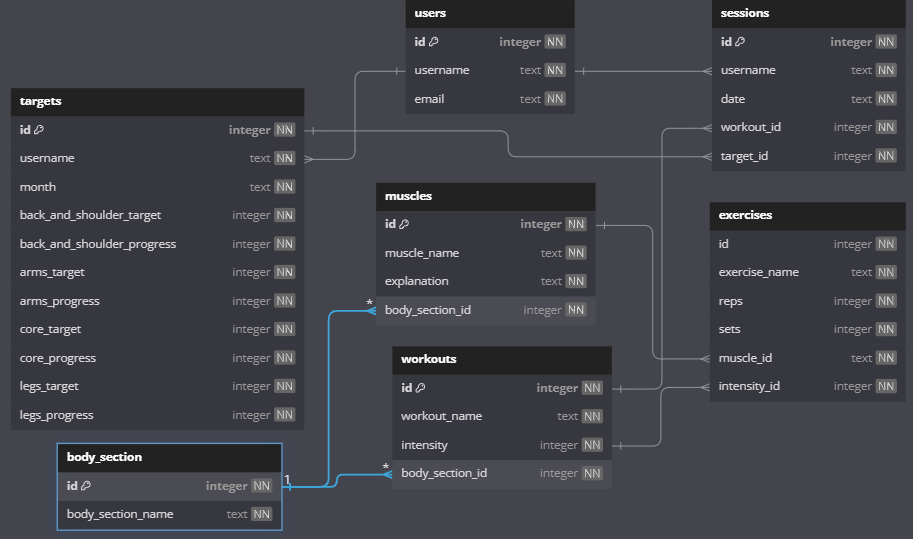 users
id integer NN
username text NN
email text NN
sessions
id integer NN
username text NN
date text NN
workout_id integer NN
target_id integer NN
targets
id integer NN
username text NN
month text NN
back_and_shoulder_target integer NN
back_and_shoulder_progress integer NN
arms_target integer NN
arms_progress integer NN
core_target integer NN
core_progress integer NN
legs_target integer NN
legs_progress integer NN
muscles
id integer NN
muscle_name text NN
explanation text NN
* body_section_id integer NN
exercises
id integer NN
exercise_name text NN
reps integer NN
sets integer NN
muscle_id text NN
intensity_id integer NN
workouts
id integer NN
workout_name text NN
intensity integer NN
* body_section_id integer NN
body_section
id integer NN 1
body_section_name text NN